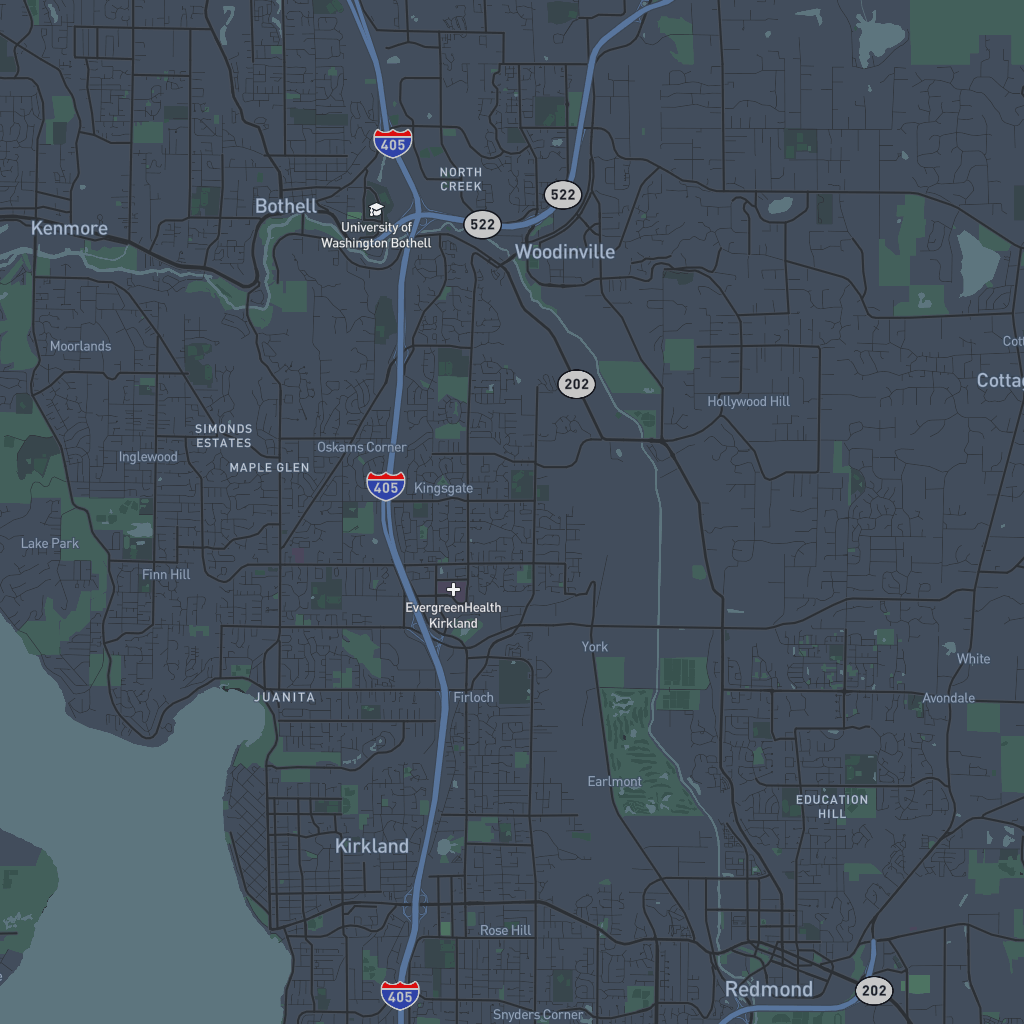 405
NORTH
CREEK
522
Bothell
University of
Washington Bothell
522
Kenmore
Woodinville
Moorlands
Cott
202
Cottag
Hollywood Hill
SIMONDS
ESTATES
Oskams Corner
Inglewood
MAPLE GLEN
405
Kingsgate
Lake Park
Finn Hill
EvergreenHealth
Kirkland
York
White
JUANITA
Firloch
Avondale
Earlmont
EDUCATION
HILL
Kirkland
Rose Hill
405
Redmond
202
Snyders Corner